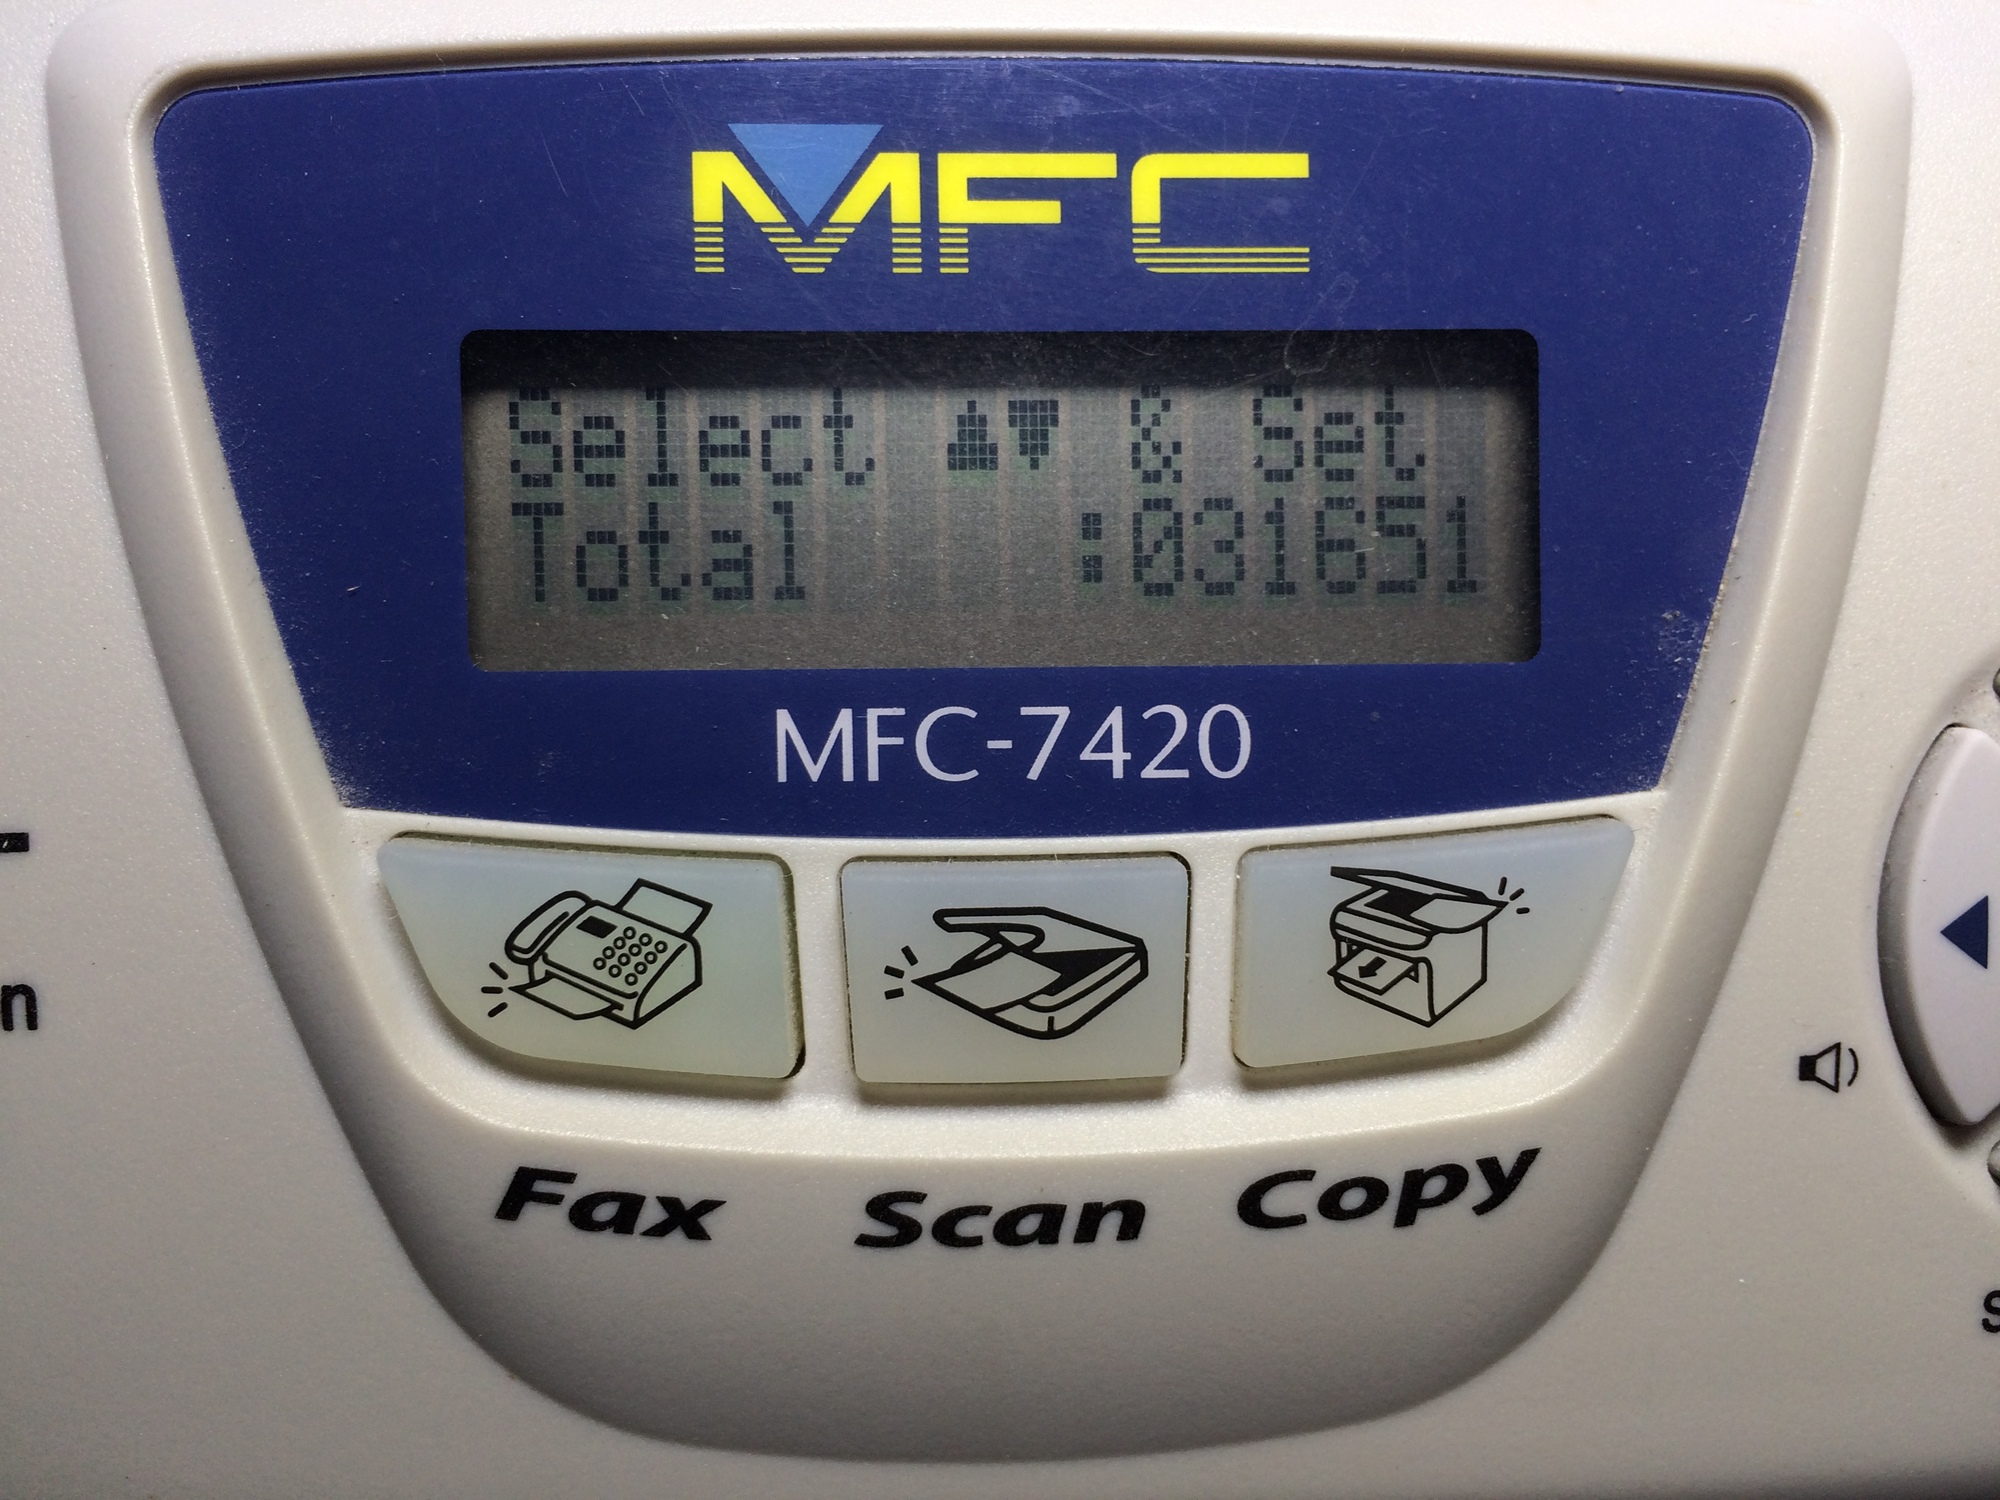 MFC
Select ▲▼ & Set
Total :031651
MFC-7420
Fax Scan Copy